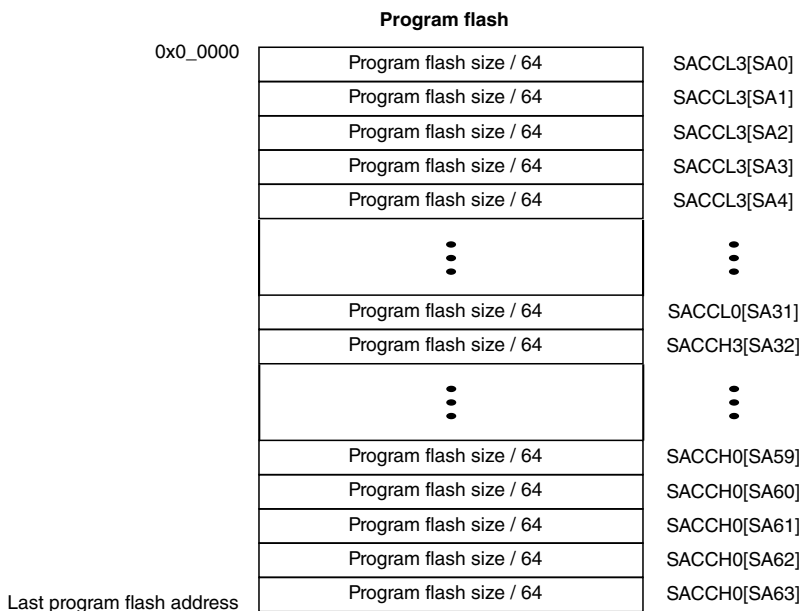 Program flash
0x0_0000
Program flash size / 64 SACCL3[SA0]
Program flash size / 64 SACCL3[SA1]
Program flash size / 64 SACCL3[SA2]
Program flash size / 64 SACCL3[SA3]
Program flash size / 64 SACCL3[SA4]
Program flash size / 64 SACCL0[SA31]
Program flash size / 64 SACCH3[SA32]
Program flash size / 64 SACCH0[SA59]
Program flash size / 64 SACCH0[SA60]
Program flash size / 64 SACCH0[SA61]
Program flash size / 64 SACCH0[SA62]
Program flash size / 64 SACCH0[SA63]
Last program flash address